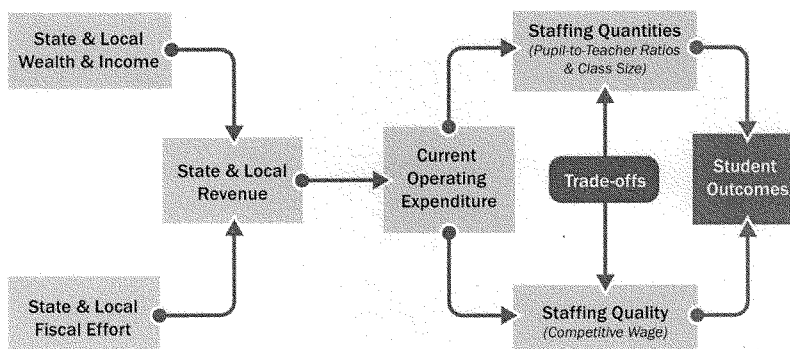 State & Local
Wealth & Income
State & Local
Revenue
State & Local
Fiscal Effort
Current
Operating
Expenditure
Staffing Quantities
(Pupil-to-Teacher Ratios
& Class Size)
Trade-offs
Staffing Quality
(Competitive Wage)
Student
Outcomes